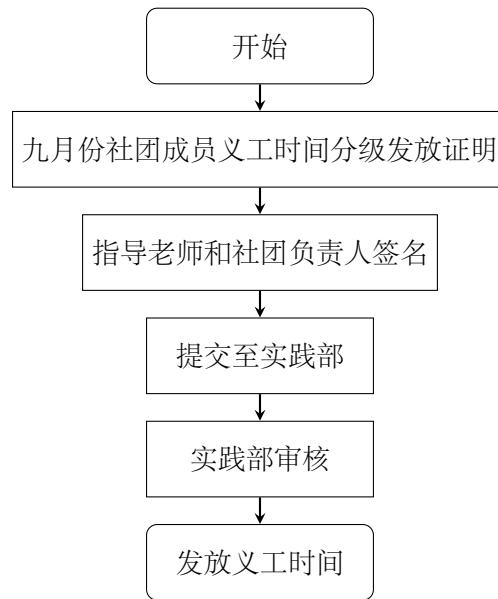 开始
九月份社团成员义工时间分级发放证明
指导老师和社团负责人签名
提交至实践部
实践部审核
发放义工时间